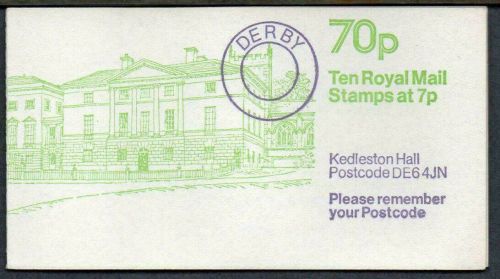 DERBY
70p
Ten Royal Mail
Stamps at 7p
Kedleston Hall
Postcode DE6 4JN
Please remember
your Postcode